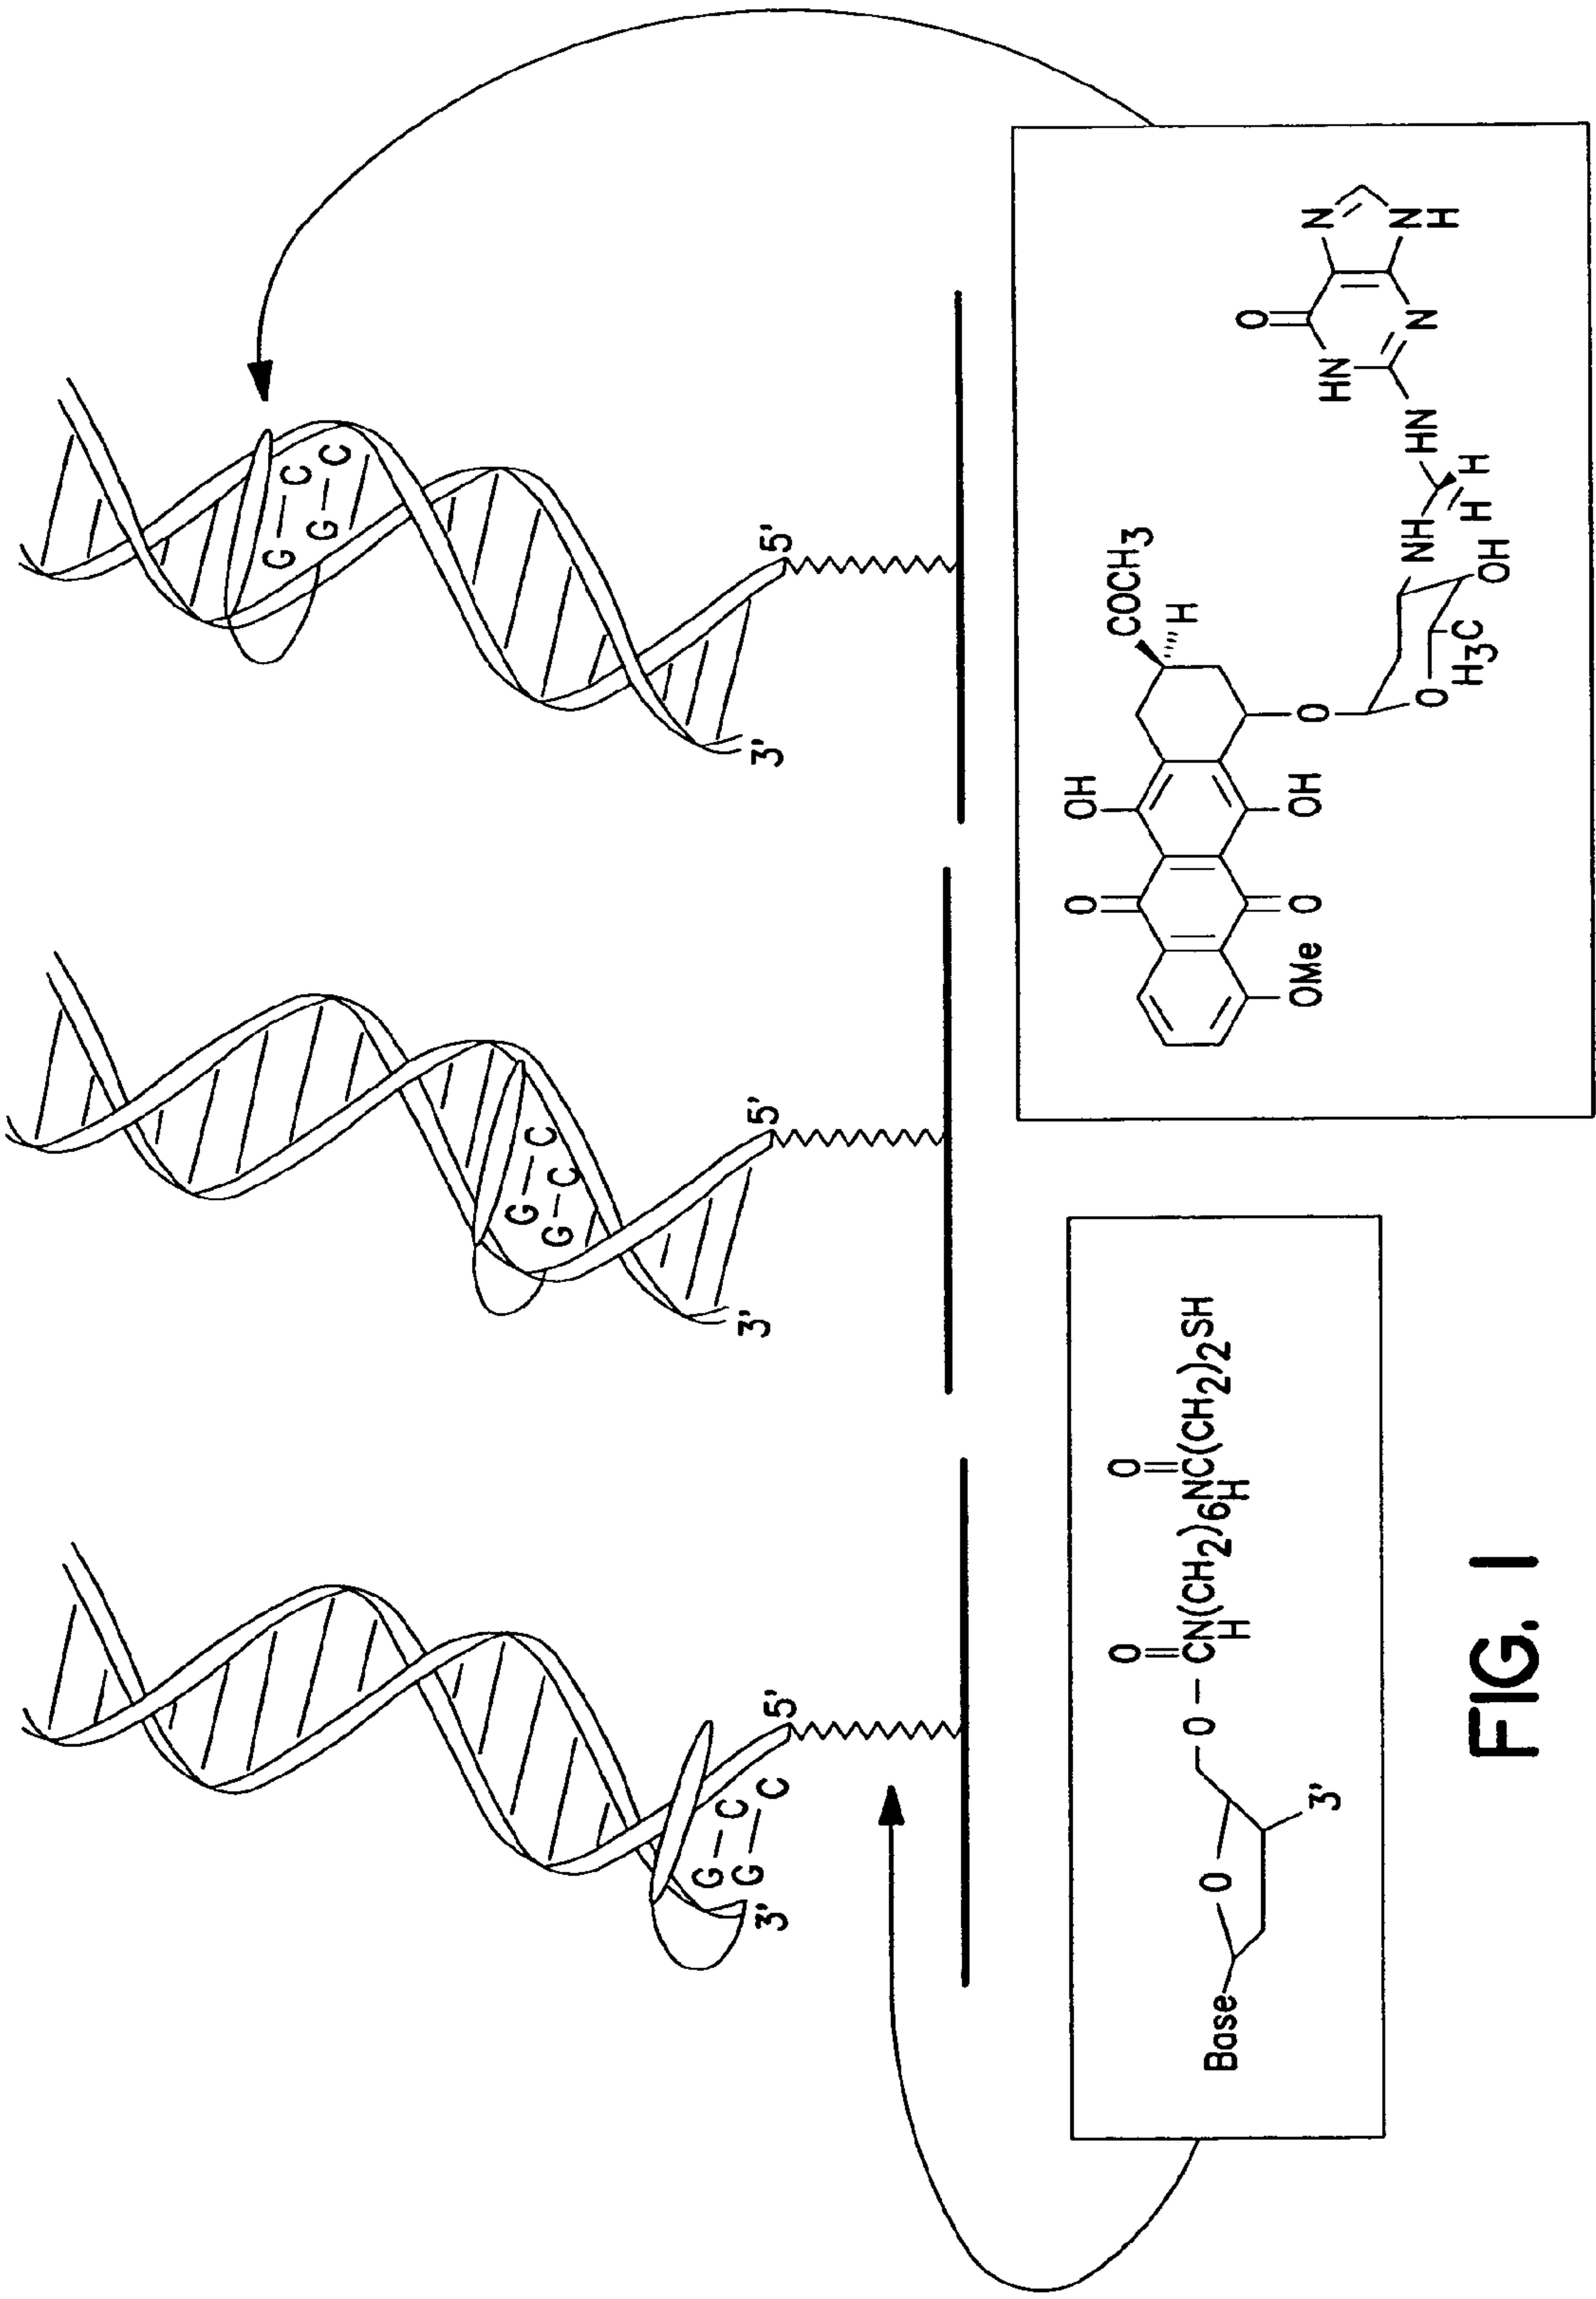 5'
G — C
G — C
3'
5'
G — C
G — C
3'
5'
G — C
G — C
3'
O O
Base O O — CN(CH2)6NC(CH2)2SH
H H
3'
O OH COCH3
H
O
OMe O OH O
HN N
O NH HN N N
H
H3C OH H H
FIG. 1